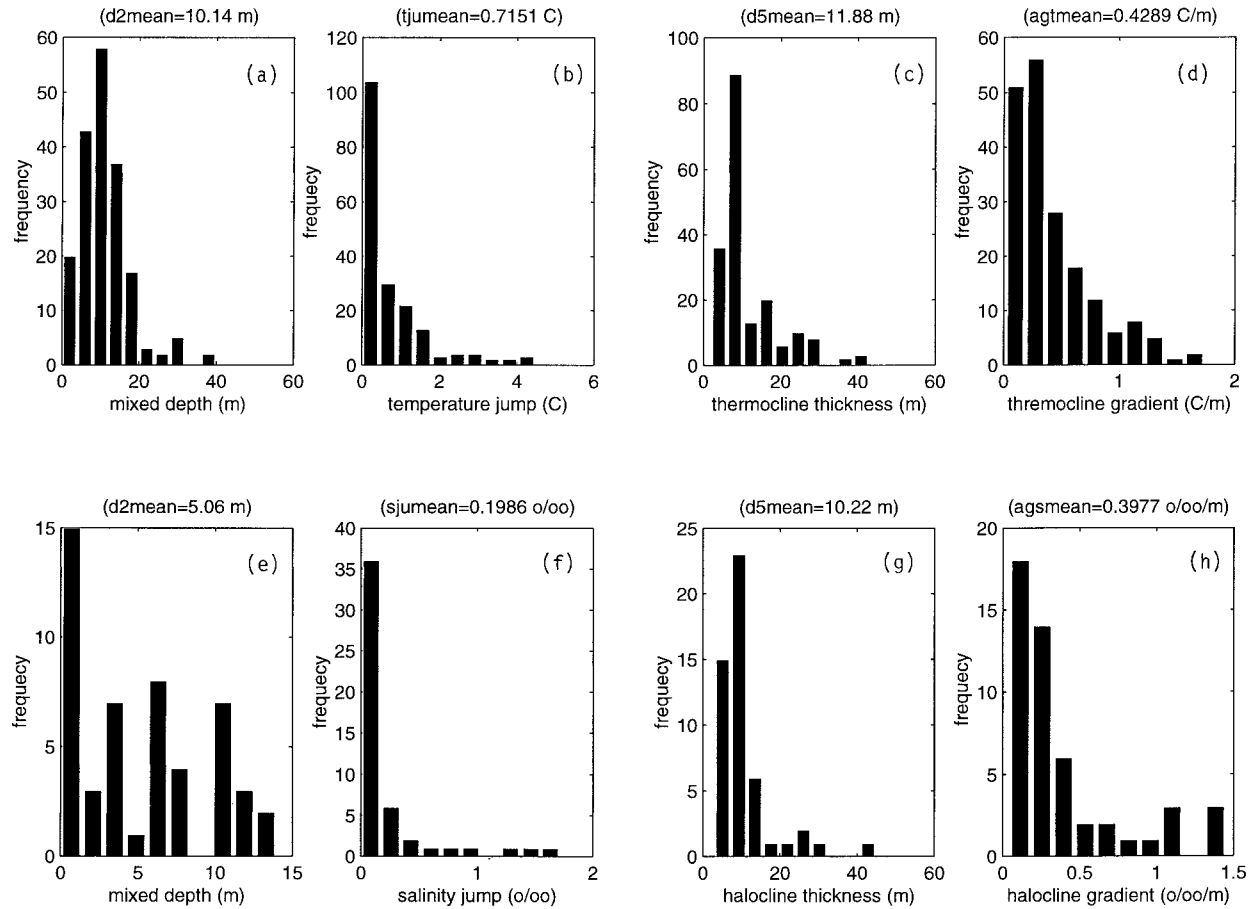 (d2mean=10.14 m)
60
50
40
30
20
10
0
frequency
(a)
0 20 40 60
mixed depth (m)
(tjumean=0.7151 C)
120
100
80
60
40
20
0
frequecy
(b)
0 2 4 6
temperature jump (C)
(d5mean=11.88 m)
100
80
60
40
20
0
frequency
(c)
0 20 40 60
thermocline thickness (m)
(agtmean=0.4289 C/m)
60
50
40
30
20
10
0
frequecy
(d)
0 1 2
thremocline gradient (C/m)
(d2mean=5.06 m)
15
10
5
0
frequecy
(e)
0 5 10 15
mixed depth (m)
(sjumean=0.1986 o/oo)
40
35
30
25
20
15
10
5
0
frequecy
(f)
0 1 2
salinity jump (o/oo)
(d5mean=10.22 m)
25
20
15
10
5
0
frequecy
(g)
0 20 40 60
halocline thickness (m)
(agsmean=0.3977 o/oo/m)
20
15
10
5
0
frequecy
(h)
0 0.5 1 1.5
halocline gradient (o/oo/m)